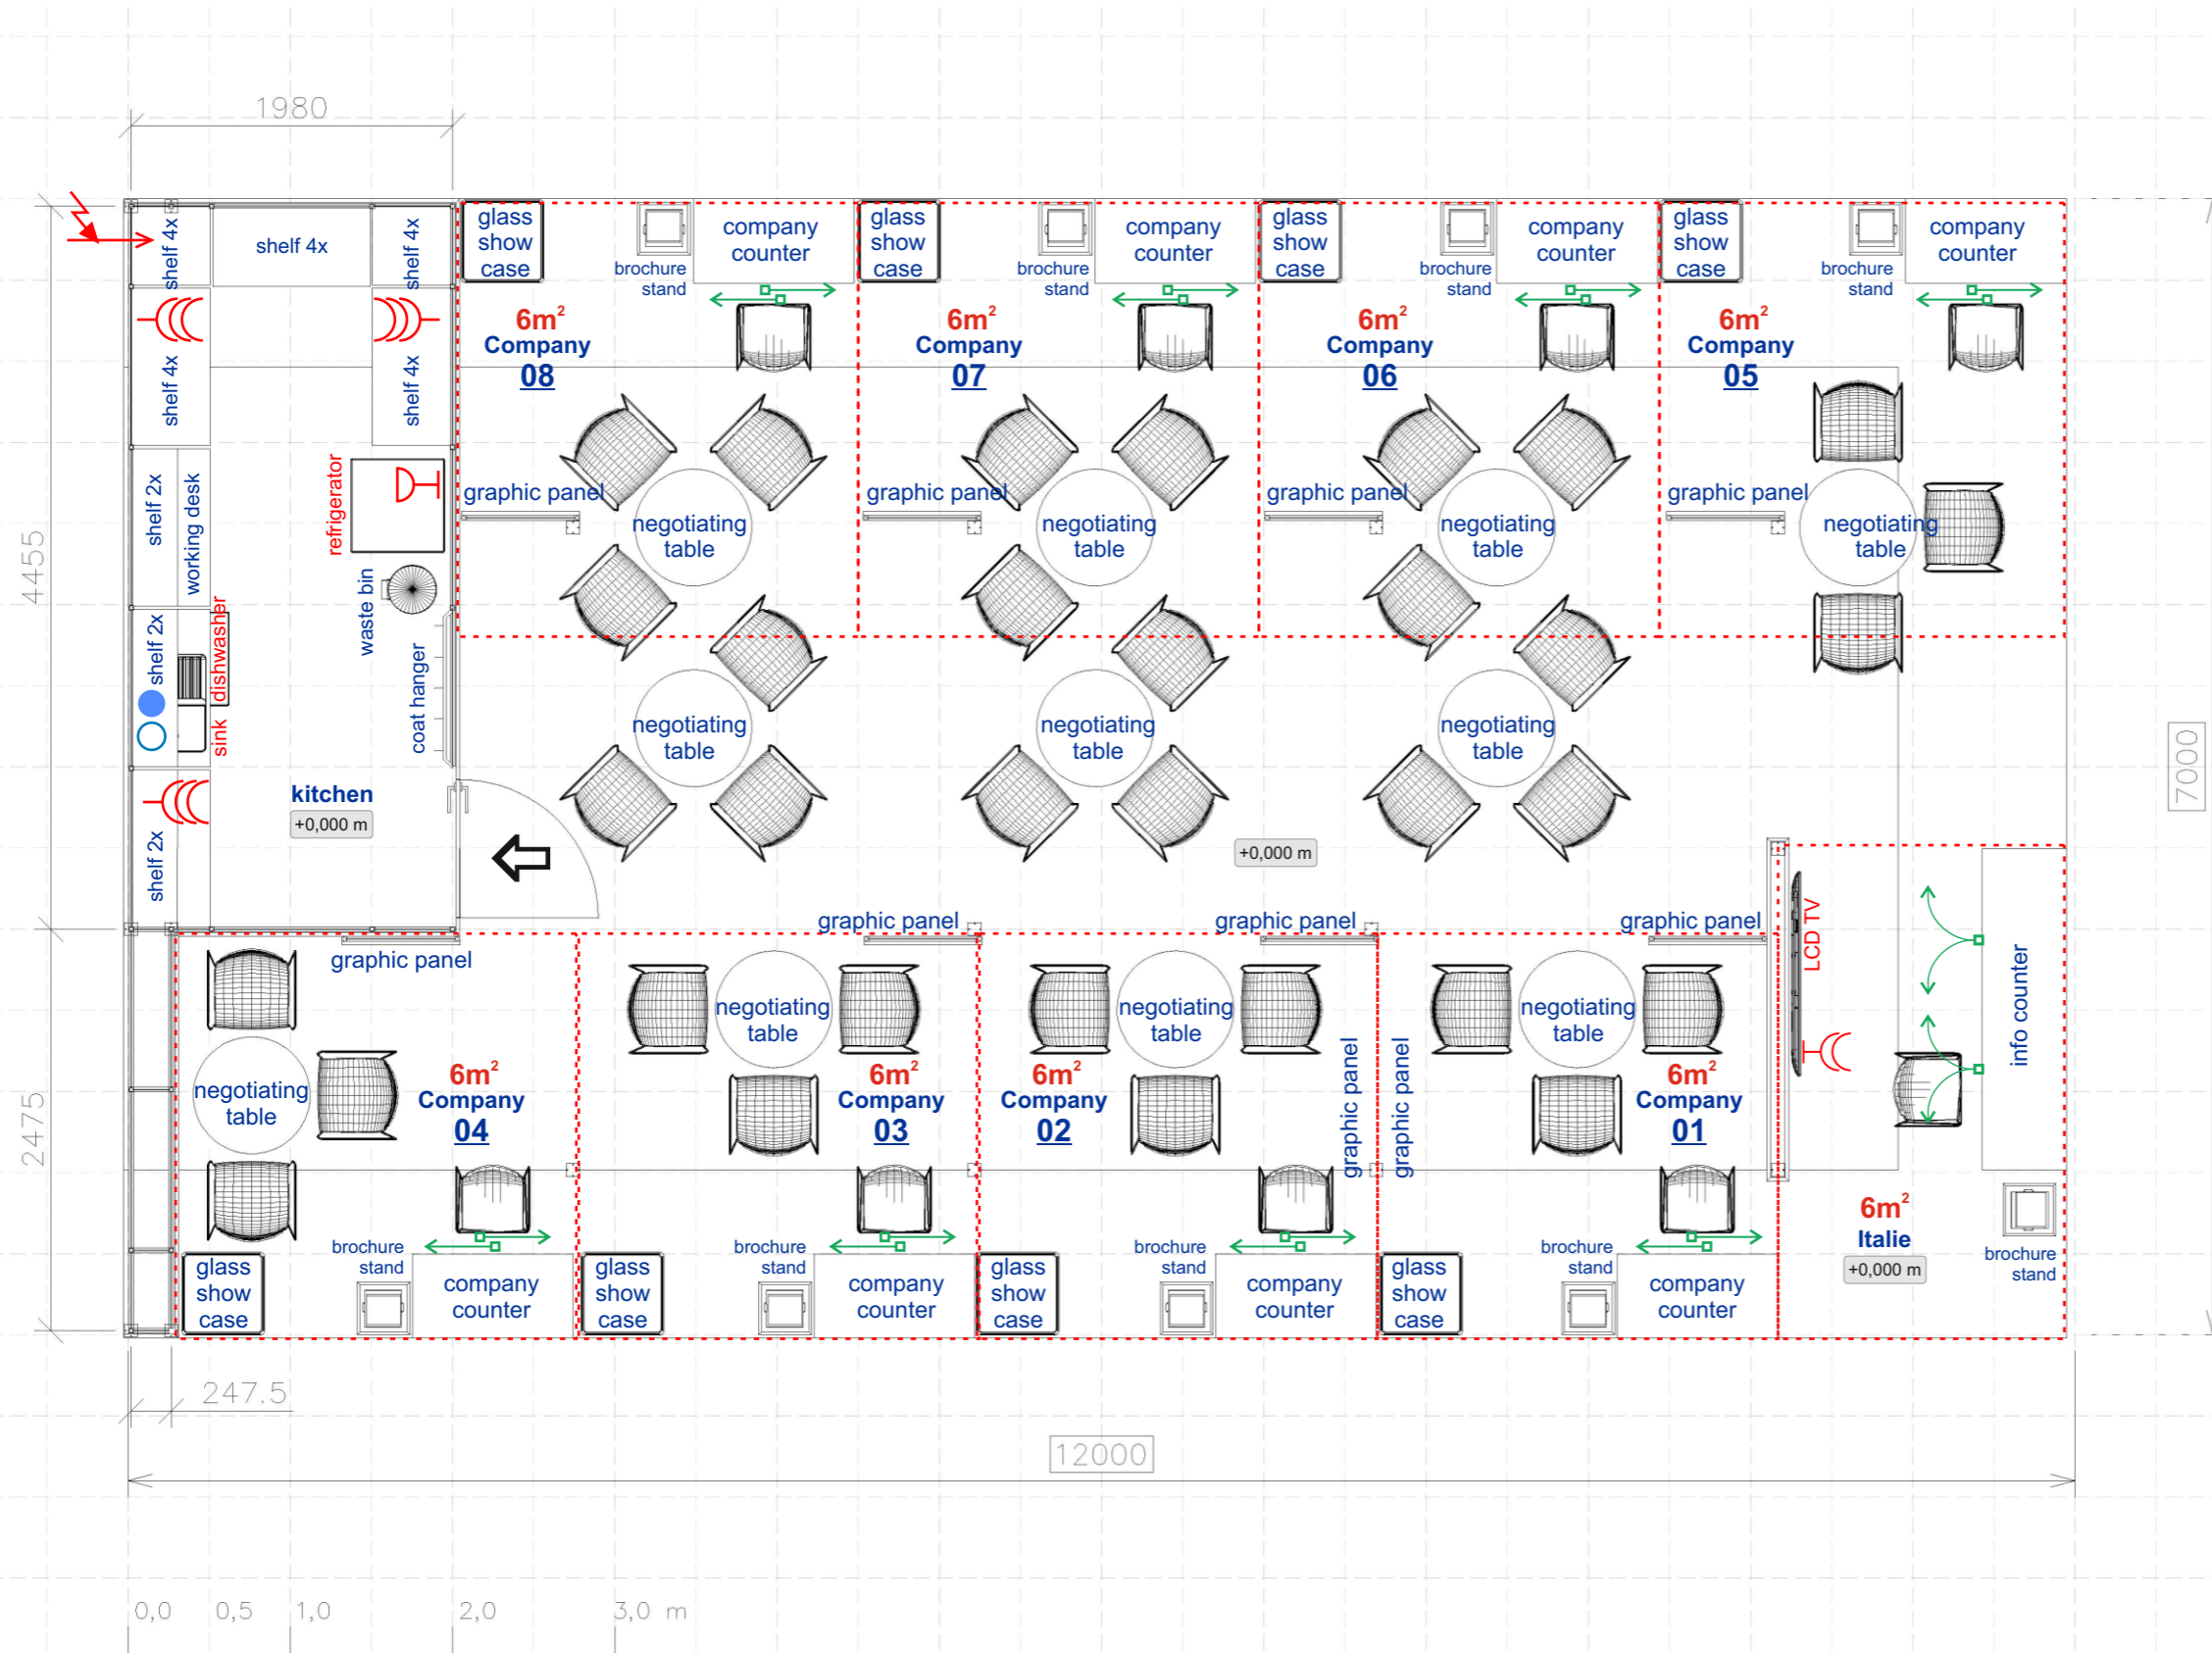 1980
shelf 4x
shelf 4x
shelf 4x
glass
show
case
brochure
stand
company
counter
glass
show
case
brochure
stand
company
counter
glass
show
case
brochure
stand
company
counter
glass
show
case
brochure
stand
company
counter
6m²
Company
08
6m²
Company
07
6m²
Company
06
6m²
Company
05
shelf 4x
shelf 4x
4455
shelf 2x
working desk
refrigerator
graphic panel
negotiating
table
graphic panel
negotiating
table
graphic panel
negotiating
table
graphic panel
negotiating
table
waste bin
shelf 2x
dishwasher
sink
coat hanger
negotiating
table
negotiating
table
negotiating
table
7000
kitchen
+0,000 m
shelf 2x
+0,000 m
graphic panel
graphic panel
graphic panel
graphic panel
LCD TV
info counter
2475
negotiating
table
6m²
Company
04
negotiating
table
6m²
Company
03
negotiating
table
6m²
Company
02
graphic panel
graphic panel
negotiating
table
6m²
Company
01
6m²
Italie
+0,000 m
brochure
stand
glass
show
case
brochure
stand
company
counter
glass
show
case
brochure
stand
company
counter
glass
show
case
brochure
stand
company
counter
glass
show
case
brochure
stand
company
counter
247.5
12000
0,0 0,5 1,0 2,0 3,0 m